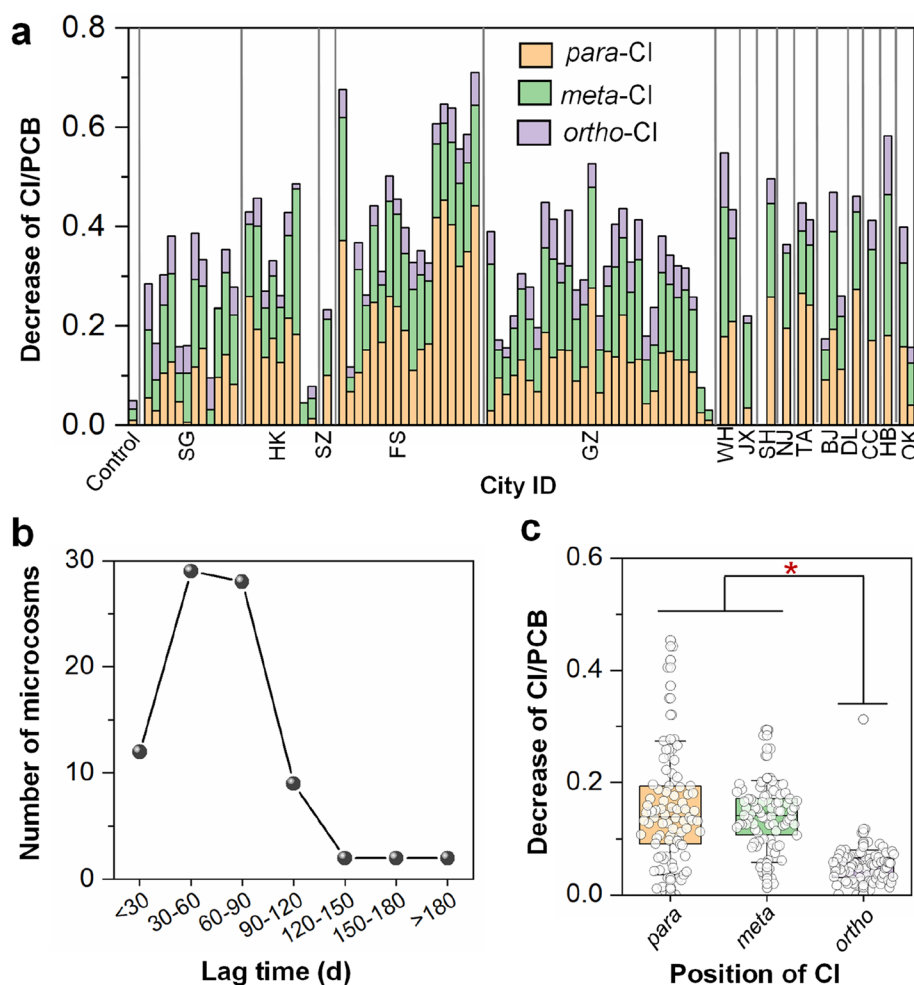 a
0.8
0.6
0.4
0.2
0.0
Decrease of Cl/PCB
para-Cl
meta-Cl
ortho-Cl
Control
SG
HK
SZ
FS
GZ
WH
JX
SH
NJ
TA
BJ
DL
CC
HB
OK
City ID
b
30
20
10
0
Number of microcosms
<30
30-60
60-90
90-120
120-150
150-180
>180
Lag time (d)
c
0.6
0.4
0.2
0.0
Decrease of Cl/PCB
*
para
meta
ortho
Position of Cl